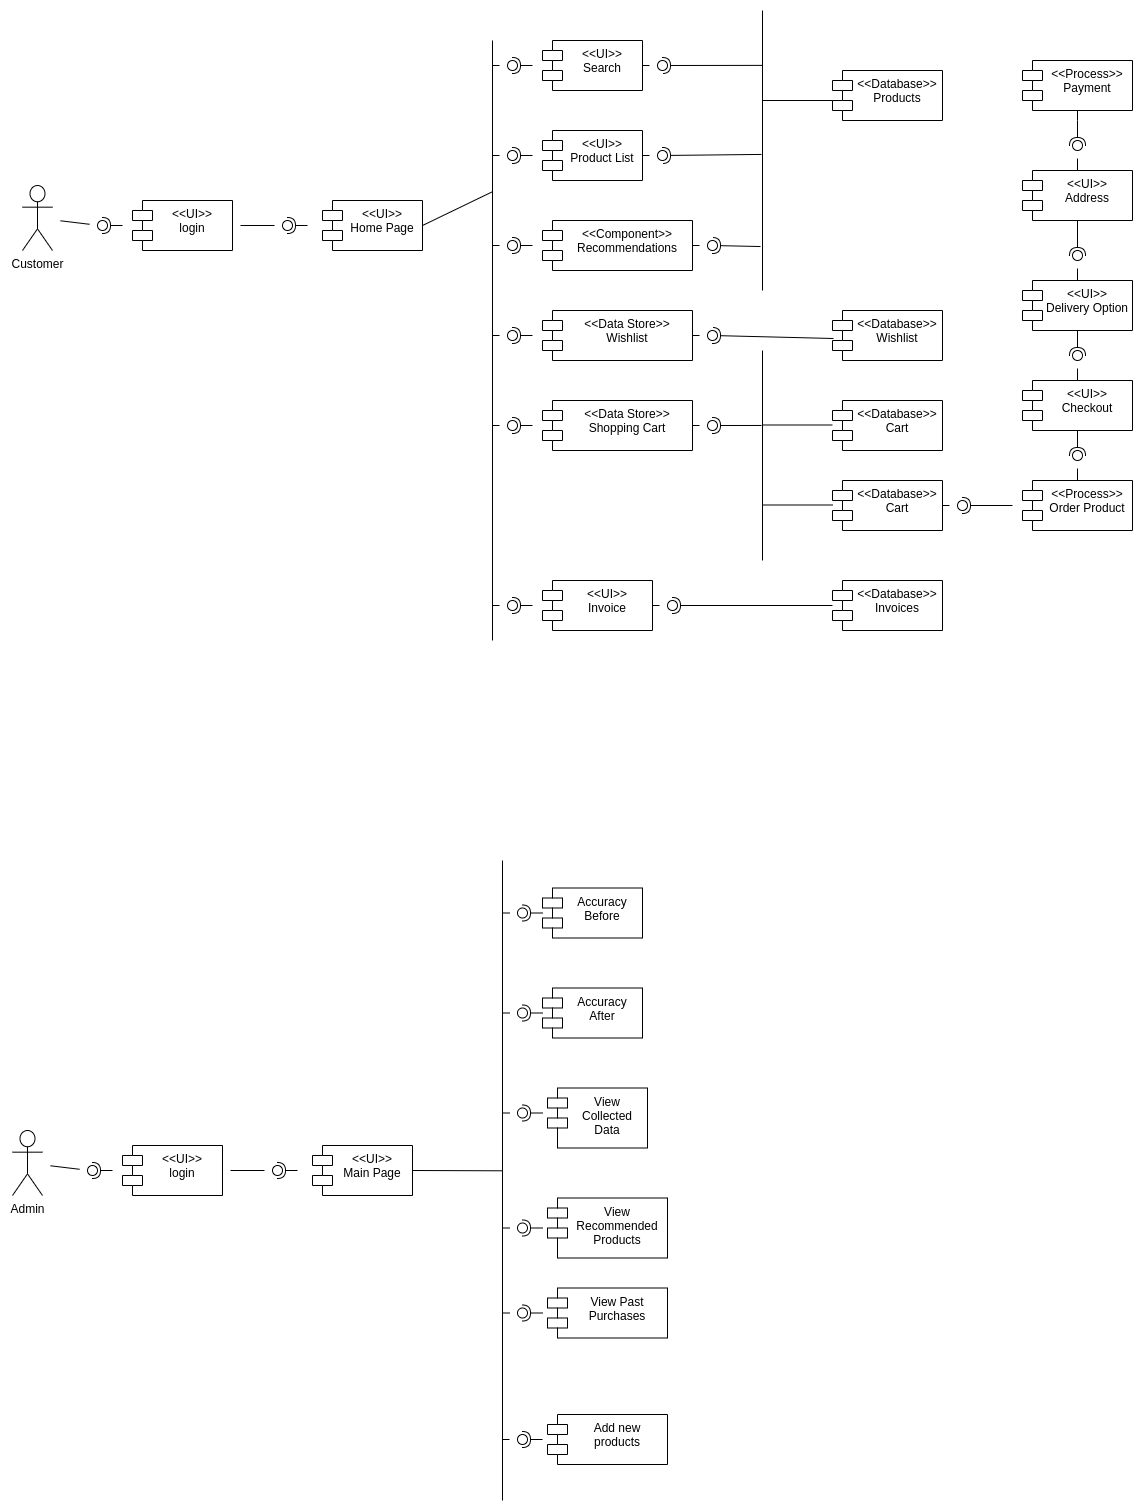 <<UI>>
Search
<<Database>>
Products
<<Process>>
Payment
<<UI>>
Product List
<<UI>>
Address
Customer
<<UI>>
login
<<UI>>
Home Page
<<Component>>
Recommendations
<<UI>>
Delivery Option
<<Data Store>>
Wishlist
<<Database>>
Wishlist
<<UI>>
Checkout
<<Data Store>>
Shopping Cart
<<Database>>
Cart
<<Database>>
Cart
<<Process>>
Order Product
<<UI>>
Invoice
<<Database>>
Invoices
Accuracy
Before
Accuracy
After
View
Collected
Data
Admin
<<UI>>
login
<<UI>>
Main Page
View
Recommended
Products
View Past
Purchases
Add new
products